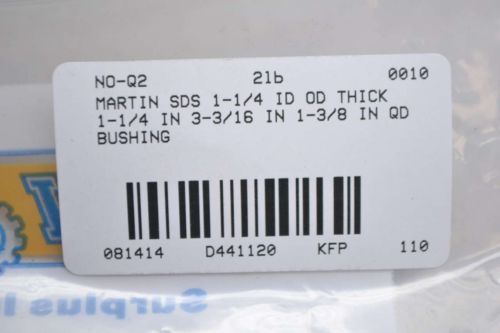 NO-Q2 21b 0010
MARTIN SDS 1-1/4 ID OD THICK
1-1/4 IN 3-3/16 IN 1-3/8 IN QD
BUSHING
081414 D441120 KFP 110
Surplus